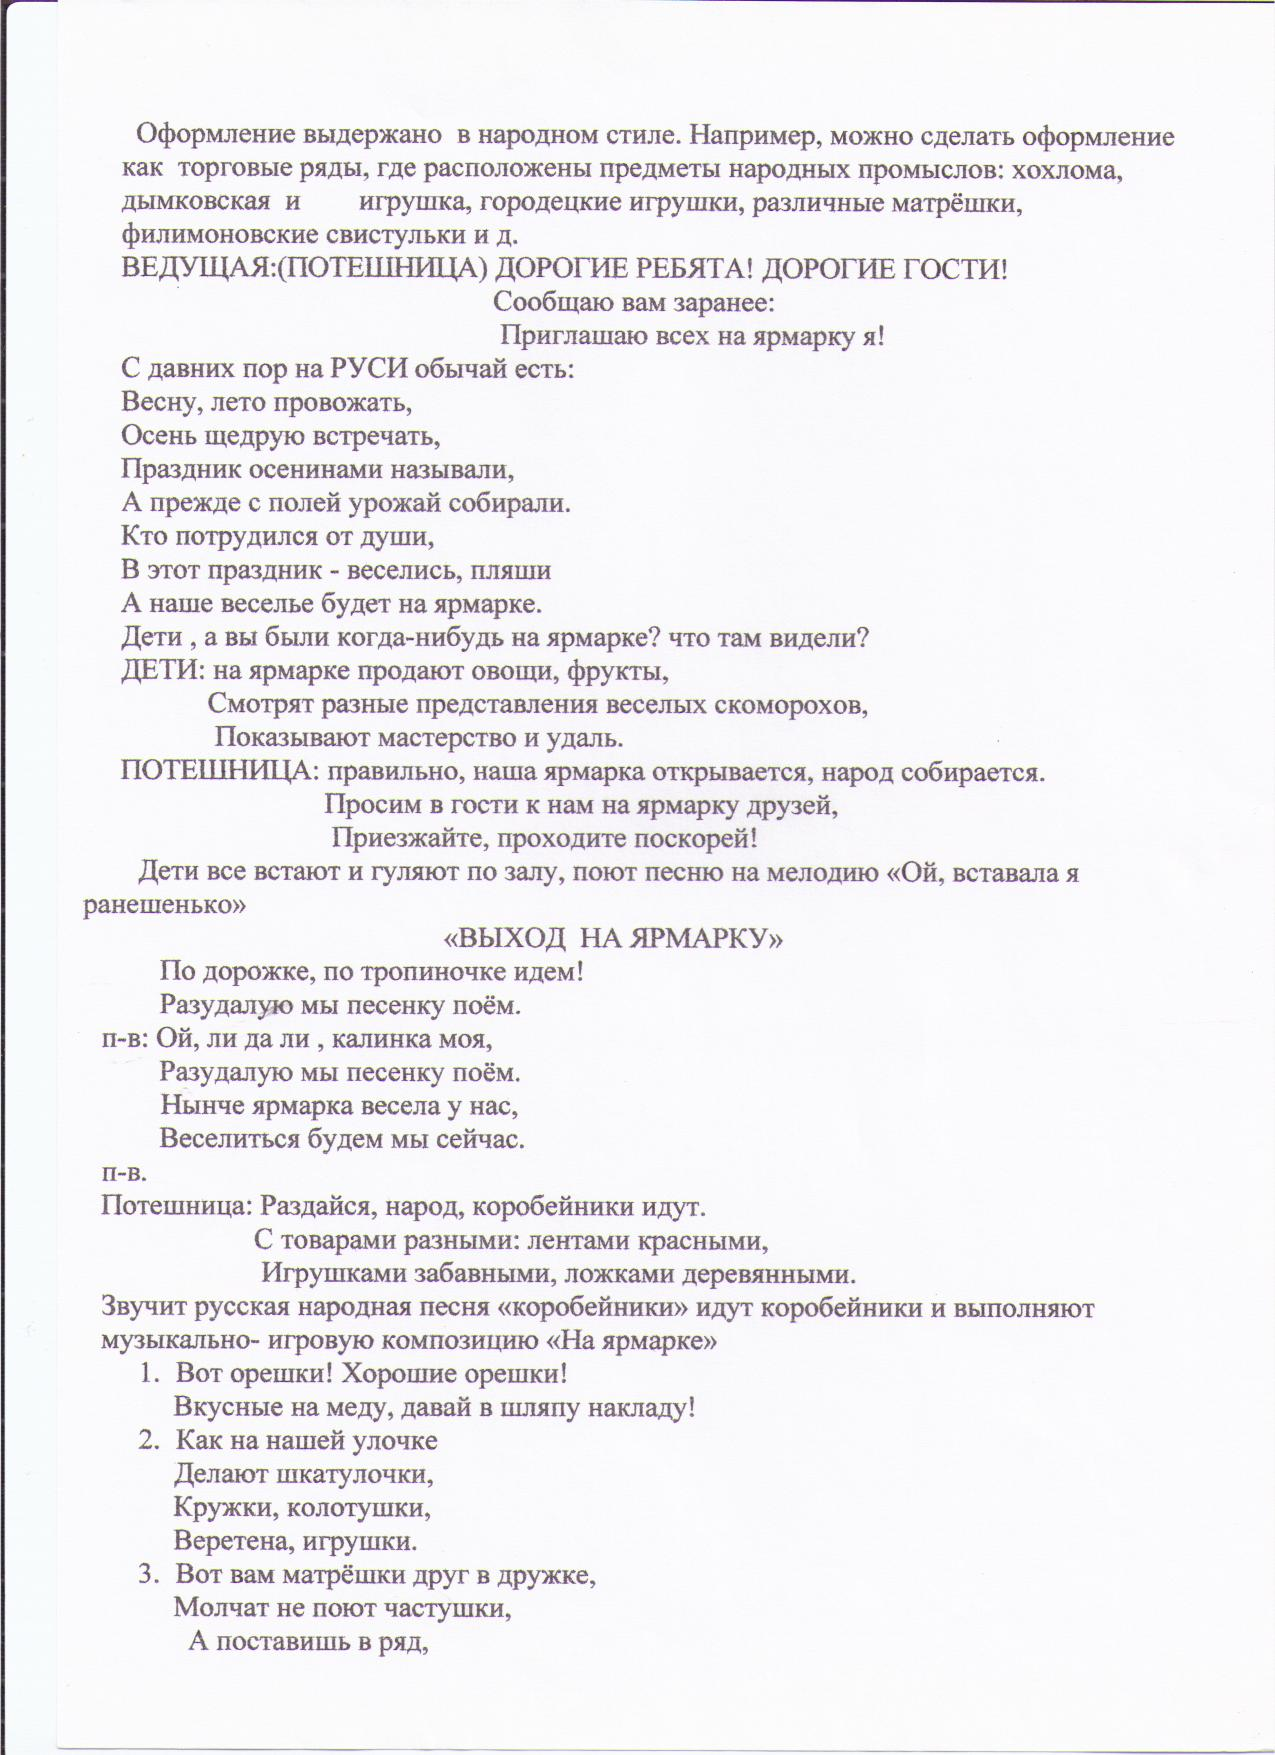 Оформление выдержано  в народном стиле. Например, можно сделать оформление
как  торговые ряды, где расположены предметы народных промыслов: хохлома,
дымковская  и        игрушка, городецкие игрушки, различные матрёшки,
филимоновские свистульки и д.
ВЕДУЩАЯ:(ПОТЕШНИЦА) ДОРОГИЕ РЕБЯТА! ДОРОГИЕ ГОСТИ!
Сообщаю вам заранее:
Приглашаю всех на ярмарку я!
С давних пор на РУСИ обычай есть:
Весну, лето провожать,
Осень щедрую встречать,
Праздник осенинами называли,
А прежде с полей урожай собирали.
Кто потрудился от души,
В этот праздник - веселись, пляши
А наше веселье будет на ярмарке.
Дети , а вы были когда-нибудь на ярмарке? что там видели?
ДЕТИ: на ярмарке продают овощи, фрукты,
Смотрят разные представления веселых скоморохов,
Показывают мастерство и удаль.
ПОТЕШНИЦА: правильно, наша ярмарка открывается, народ собирается.
Просим в гости к нам на ярмарку друзей,
Приезжайте, проходите поскорей!
Дети все встают и гуляют по залу, поют песню на мелодию «Ой, вставала я
ранешенько»
«ВЫХОД  НА ЯРМАРКУ»
По дорожке, по тропиночке идем!
Разудалую мы песенку поём.
п-в: Ой, ли да ли , калинка моя,
Разудалую мы песенку поём.
Нынче ярмарка весела у нас,
Веселиться будем мы сейчас.
п-в.
Потешница: Раздайся, народ, коробейники идут.
С товарами разными: лентами красными,
Игрушками забавными, ложками деревянными.
Звучит русская народная песня «коробейники» идут коробейники и выполняют
музыкально- игровую композицию «На ярмарке»
1. Вот орешки! Хорошие орешки!
Вкусные на меду, давай в шляпу накладу!
2. Как на нашей улочке
Делают шкатулочки,
Кружки, колотушки,
Веретена, игрушки.
3. Вот вам матрёшки друг в дружке,
Молчат не поют частушки,
А поставишь в ряд,